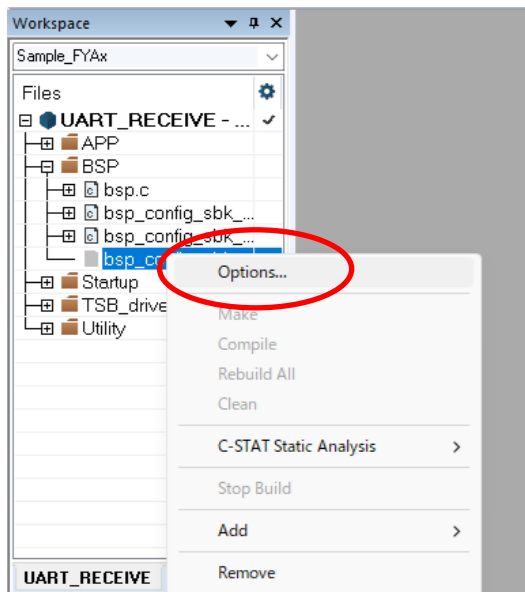 Workspace
Sample_FYAx
Files
UART_RECEIVE - ...
APP
BSP
bsp.c
bsp_config_sbk_...
bsp_config_sbk_...
bsp_co
Options...
Startup
TSB_drive
Make
Utility
Compile
Rebuild All
Clean
C-STAT Static Analysis
Stop Build
Add
Remove
UART_RECEIVE